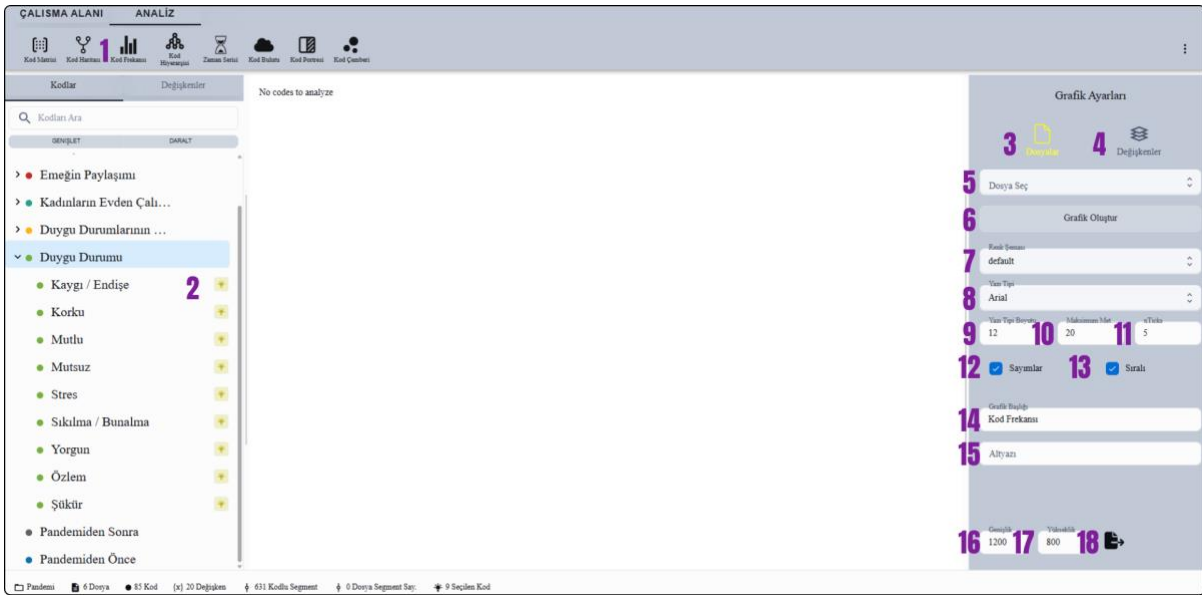 ÇALISMA ALANI ANALİZ
1
Kod Matrisi Kod Haritası Kod Frekansı Kod Hiyerarşisi Zaman Serisi Kod Bulutu Kod Portresi Kod Çemberi
Kodlar Değişkenler
Kodları Ara
GENİŞLET DARALT
Emeğin Paylaşımı
Kadınların Evden Çalı...
Duygu Durumlarının ...
Duygu Durumu
Kaygı / Endişe 2
Korku
Mutlu
Mutsuz
Stres
Sıkılma / Bunalma
Yorgun
Özlem
Şükür
Pandemiden Sonra
Pandemiden Önce
No codes to analyze
Grafik Ayarları
3 Dosyalar 4 Değişkenler
5 Dosya Seç
6 Grafik Oluştur
Renk Şeması
7 default
Yazı Tipi
8 Arial
Yazı Tipi Boyutu Maksimum Met nTicks
9 12 10 20 11 5
12 Sayımlar 13 Sıralı
Grafik Başlığı
14 Kod Frekansı
15 Altyazı
Genişlik Yükseklik
16 1200 17 800 18
Pandemi 6 Dosya 85 Kod {x} 20 Değişken 631 Kodlu Segment 0 Dosya Segment Say. 9 Seçilen Kod